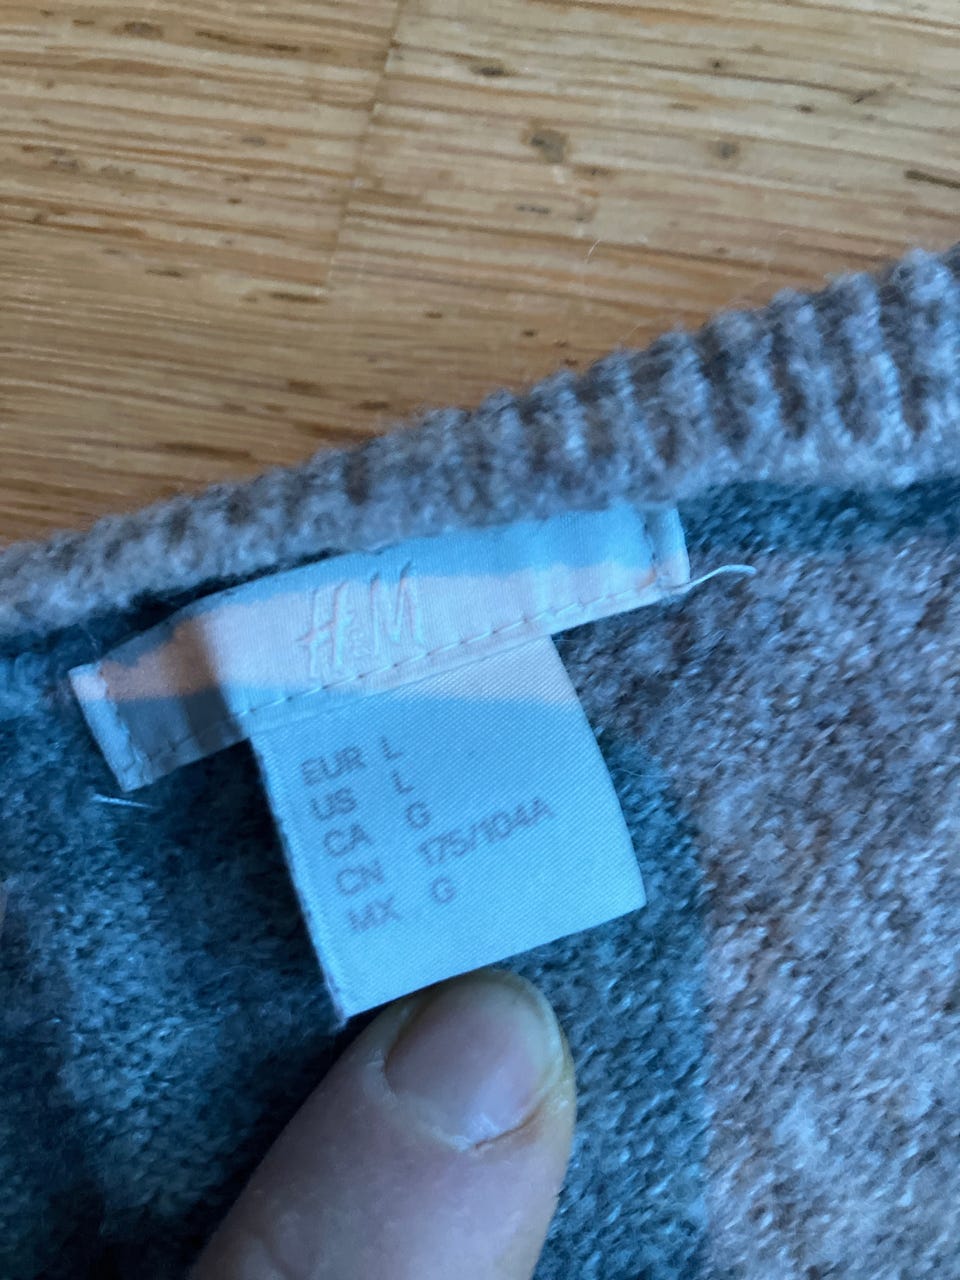 H&M
EUR L
US L
CA G
CN 175/104A
MX G